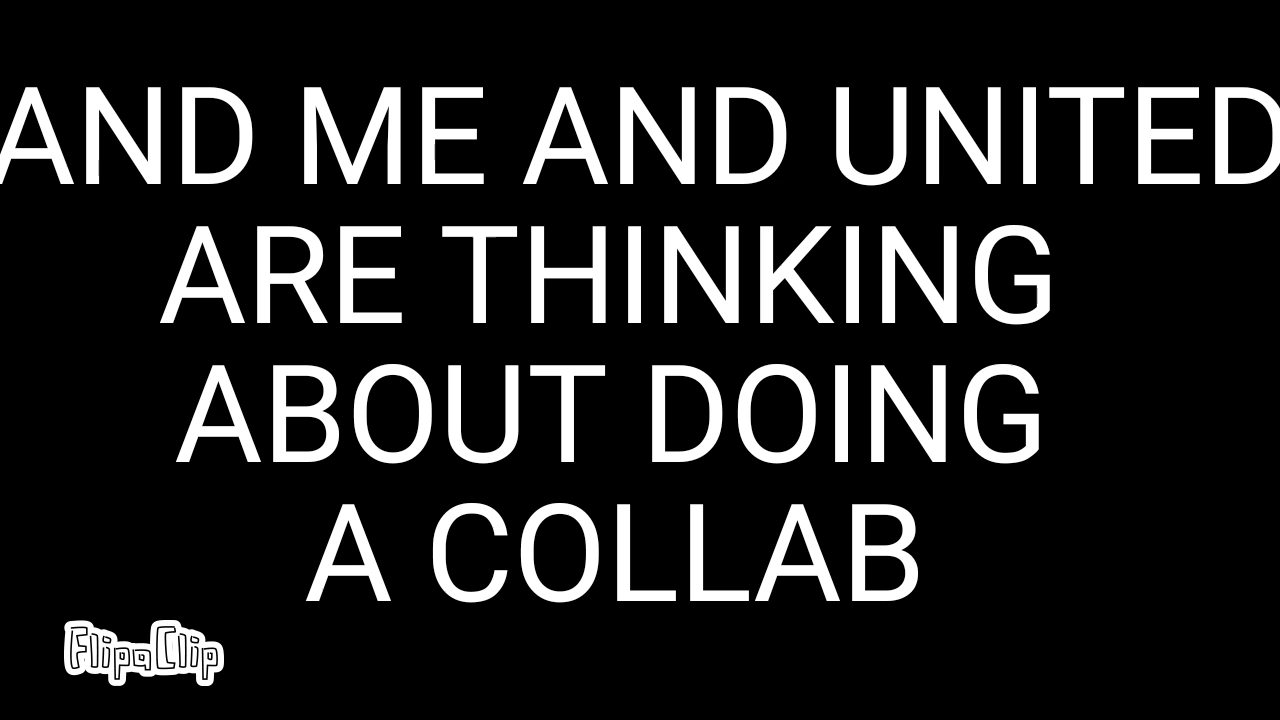 AND ME AND UNITED
ARE THINKING
ABOUT DOING
A COLLAB
FlipaClip